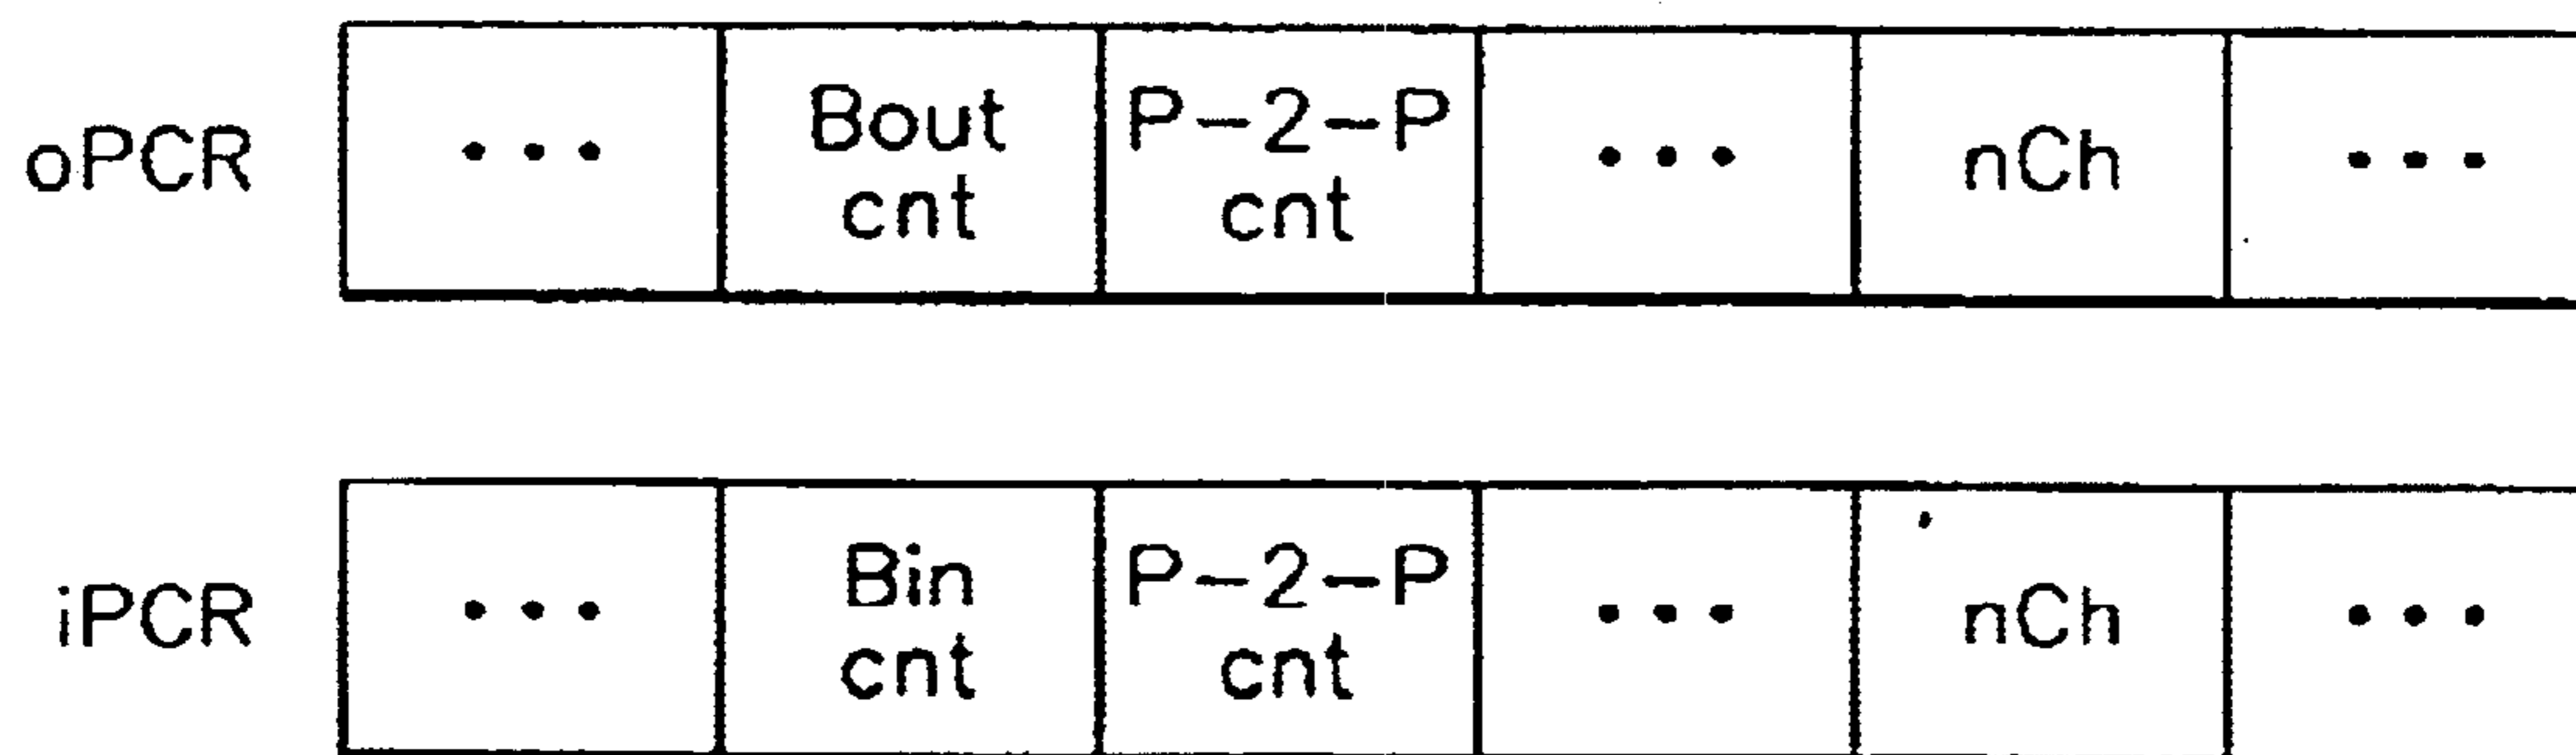 oPCR ... Bout cnt P-2-P cnt ... nCh ...
iPCR ... Bin cnt P-2-P cnt ... nCh ...